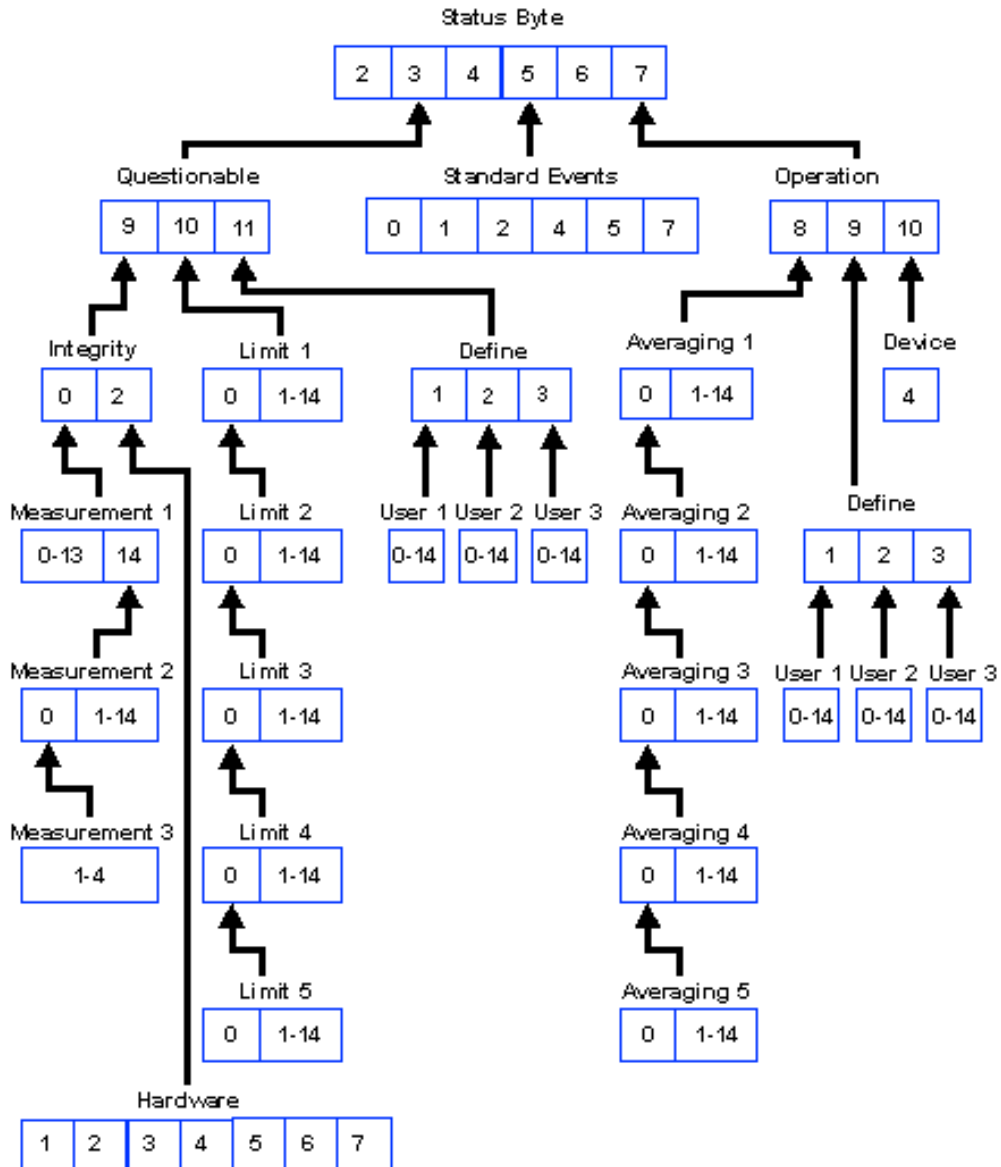 Status Byte
2 3 4 5 6 7
Questionable Standard Events Operation
9 10 11 0 1 2 4 5 7 8 9 10
Integrity Limit 1 Define Averaging 1 Device
0 2 0 1-14 1 2 3 0 1-14 4
Measurement 1 Limit 2 User 1 User 2 User 3 Averaging 2 Define
0-13 14 0 1-14 0-14 0-14 0-14 0 1-14 1 2 3
Measurement 2 Limit 3 Averaging 3 User 1 User 2 User 3
0 1-14 0 1-14 0 1-14 0-14 0-14 0-14
Measurement 3 Limit 4 Averaging 4
1-4 0 1-14 0 1-14
Limit 5 Averaging 5
0 1-14 0 1-14
Hardware
1 2 3 4 5 6 7